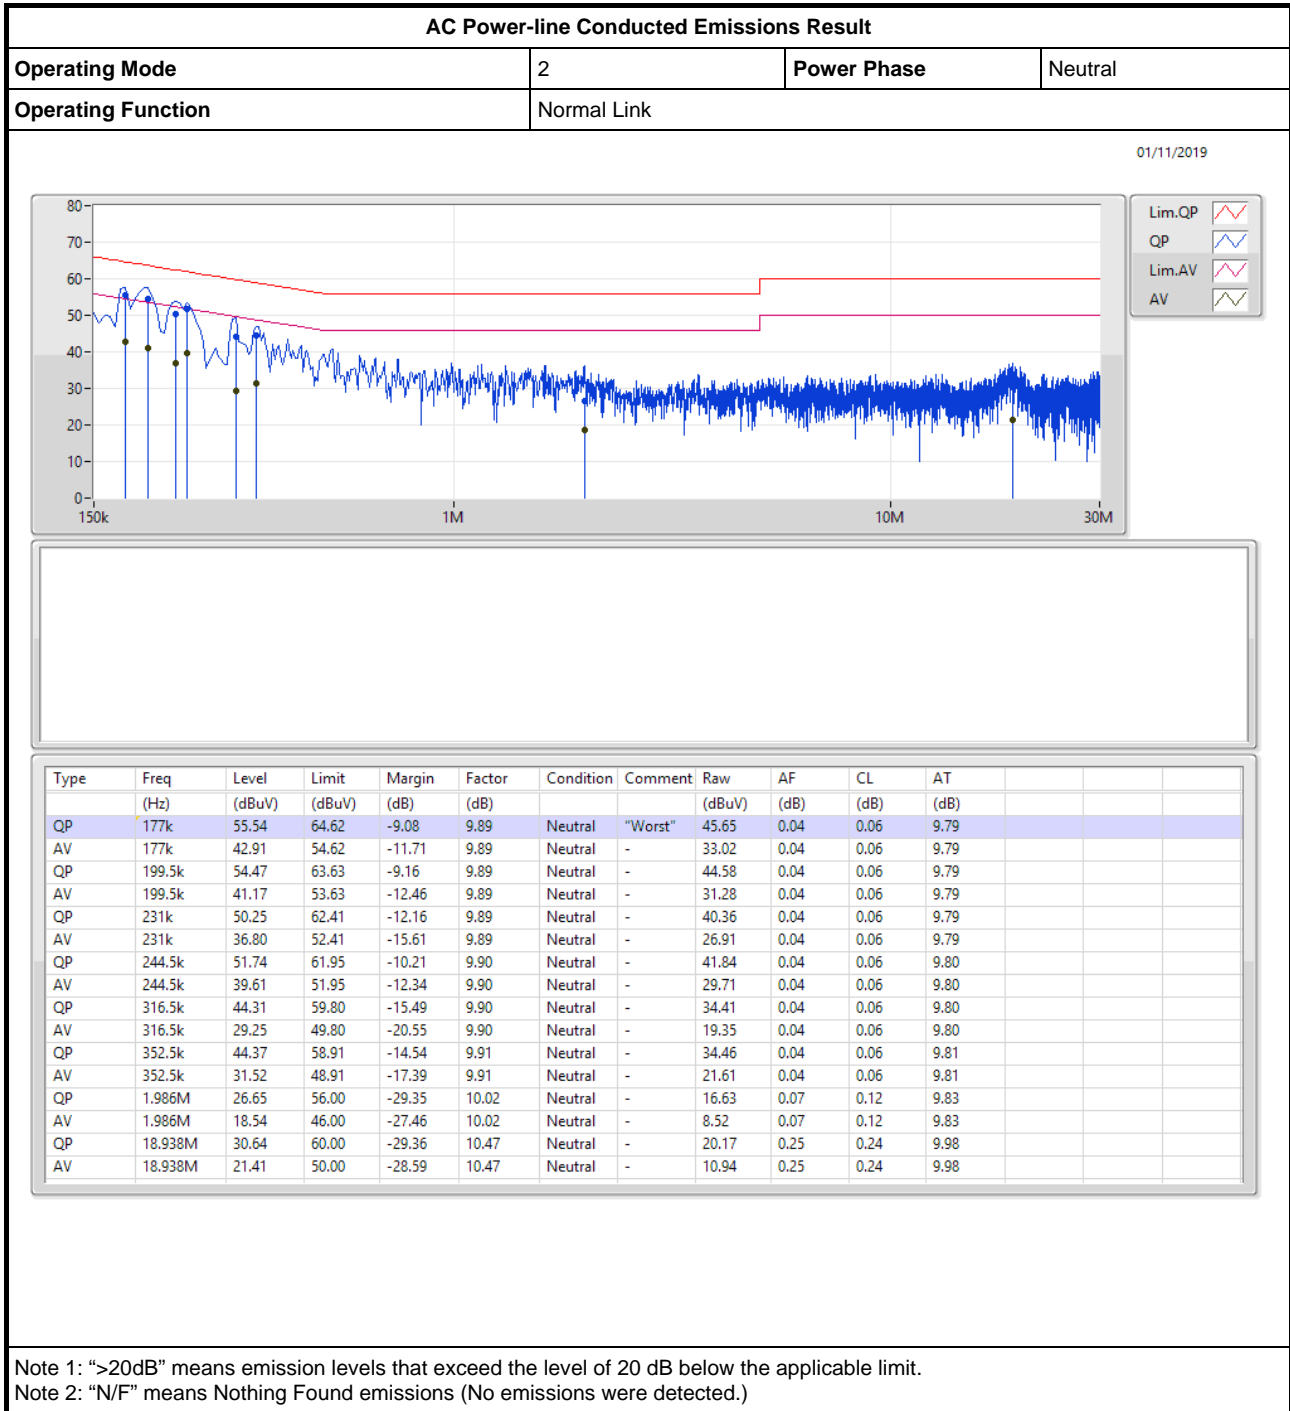 AC Power-line Conducted Emissions Result
Operating Mode 2 Power Phase Neutral
Operating Function Normal Link
01/11/2019
80
70
60
50
40
30
20
10
0
150k 1M 10M 30M
Lim.QP
QP
Lim.AV
AV
Type Freq Level Limit Margin Factor Condition Comment Raw AF CL AT
(Hz) (dBuV) (dBuV) (dB) (dB) (dBuV) (dB) (dB) (dB)
QP 177k 55.54 64.62 -9.08 9.89 Neutral "Worst" 45.65 0.04 0.06 9.79
AV 177k 42.91 54.62 -11.71 9.89 Neutral - 33.02 0.04 0.06 9.79
QP 199.5k 54.47 63.63 -9.16 9.89 Neutral - 44.58 0.04 0.06 9.79
AV 199.5k 41.17 53.63 -12.46 9.89 Neutral - 31.28 0.04 0.06 9.79
QP 231k 50.25 62.41 -12.16 9.89 Neutral - 40.36 0.04 0.06 9.79
AV 231k 36.80 52.41 -15.61 9.89 Neutral - 26.91 0.04 0.06 9.79
QP 244.5k 51.74 61.95 -10.21 9.90 Neutral - 41.84 0.04 0.06 9.80
AV 244.5k 39.61 51.95 -12.34 9.90 Neutral - 29.71 0.04 0.06 9.80
QP 316.5k 44.31 59.80 -15.49 9.90 Neutral - 34.41 0.04 0.06 9.80
AV 316.5k 29.25 49.80 -20.55 9.90 Neutral - 19.35 0.04 0.06 9.80
QP 352.5k 44.37 58.91 -14.54 9.91 Neutral - 34.46 0.04 0.06 9.81
AV 352.5k 31.52 48.91 -17.39 9.91 Neutral - 21.61 0.04 0.06 9.81
QP 1.986M 26.65 56.00 -29.35 10.02 Neutral - 16.63 0.07 0.12 9.83
AV 1.986M 18.54 46.00 -27.46 10.02 Neutral - 8.52 0.07 0.12 9.83
QP 18.938M 30.64 60.00 -29.36 10.47 Neutral - 20.17 0.25 0.24 9.98
AV 18.938M 21.41 50.00 -28.59 10.47 Neutral - 10.94 0.25 0.24 9.98
Note 1: “>20dB” means emission levels that exceed the level of 20 dB below the applicable limit.
Note 2: “N/F” means Nothing Found emissions (No emissions were detected.)